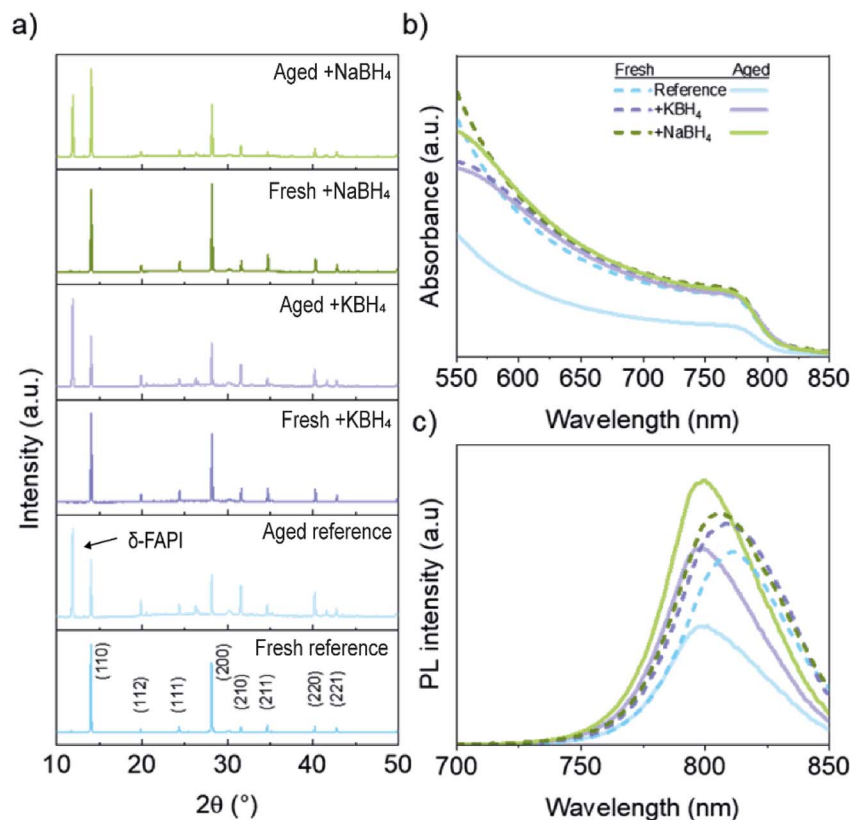 a)
Aged +NaBH₄
Fresh +NaBH₄
Aged +KBH₄
Fresh +KBH₄
Aged reference
δ-FAPI
Fresh reference
(110)
(112)
(111)
(200)
(210)
(211)
(220)
(221)
Intensity (a.u.)
10 20 30 40 50
2θ (°)
b)
Fresh Aged
Reference
+KBH₄
+NaBH₄
Absorbance (a.u.)
550 600 650 700 750 800 850
Wavelength (nm)
c)
PL intensity (a.u)
700 750 800 850
Wavelength (nm)